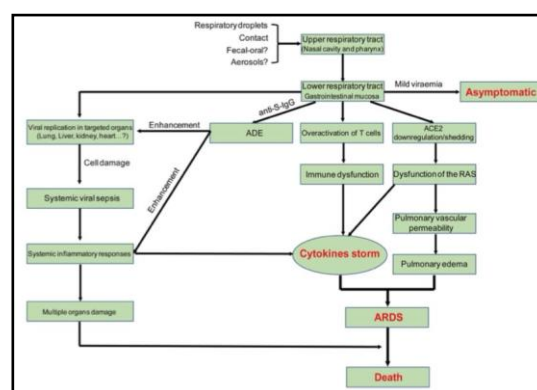 Respiratory droplets
Contact
Fecal-oral?
Aerosols?
Upper respiratory tract
(Nasal cavity and pharynx)
Lower respiratory tract
Gastrointestinal mucosa
Mild viraemia
Asymptomatic
anti-S-IgG
Viral replication in targeted organs
(Lung, Liver, kidney, heart...?)
Enhancement
ADE
Overactivation of T cells
ACE2
downregulation/shedding
Cell damage
Enhancement
Systemic viral sepsis
Immune dysfunction
Dysfunction of the RAS
Pulmonary vascular
permeability
Systemic inflammatory responses
Cytokines storm
Pulmonary edema
Multiple organs damage
ARDS
Death